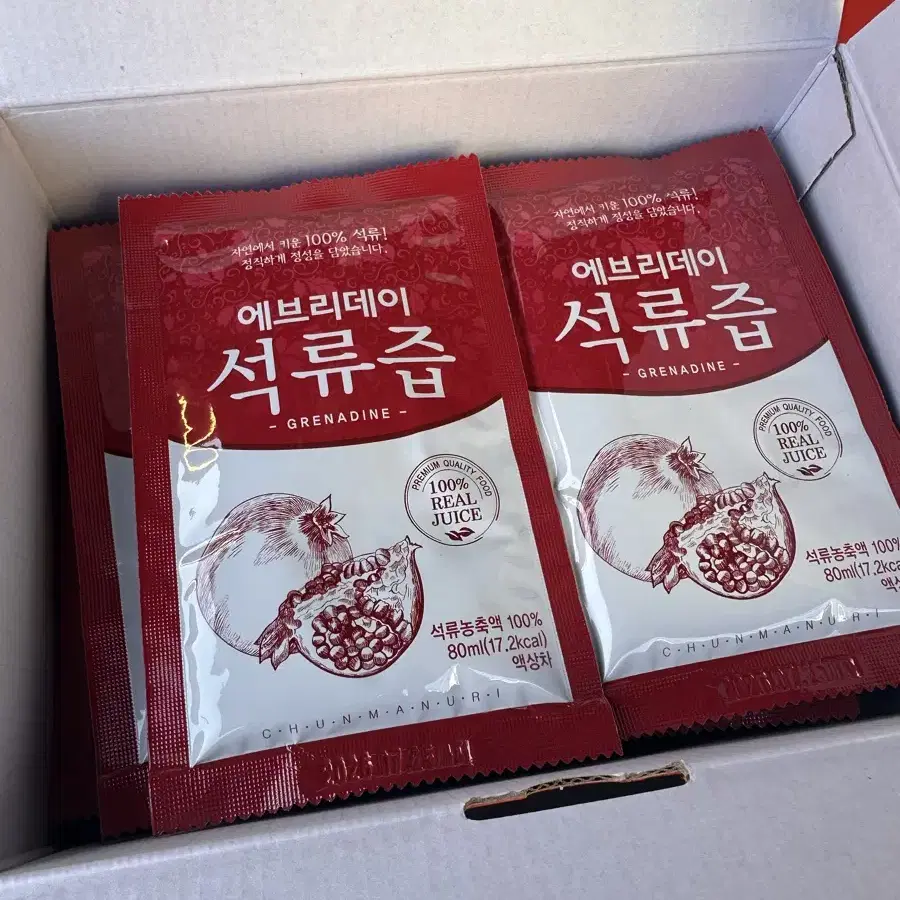 자연에서 키운 100% 석류!
정직하게 정성을 담았습니다.
에브리데이
석류즙
- GRENADINE -
PREMIUM QUALITY FOOD
100%
REAL
JUICE
석류농축액 100%
80ml(17.2kcal)
액상차
C·H·U·N·M·A·N·U·R·I
자연에서 키운 100% 석류!
정직하게 정성을 담았습니다.
에브리데이
석류즙
- GRENADINE -
PREMIUM QUALITY FOOD
100%
REAL
JUICE
석류농축액 100%
80ml(17.2kca
액상
C·H·U·N·M·A·N·U·R·I